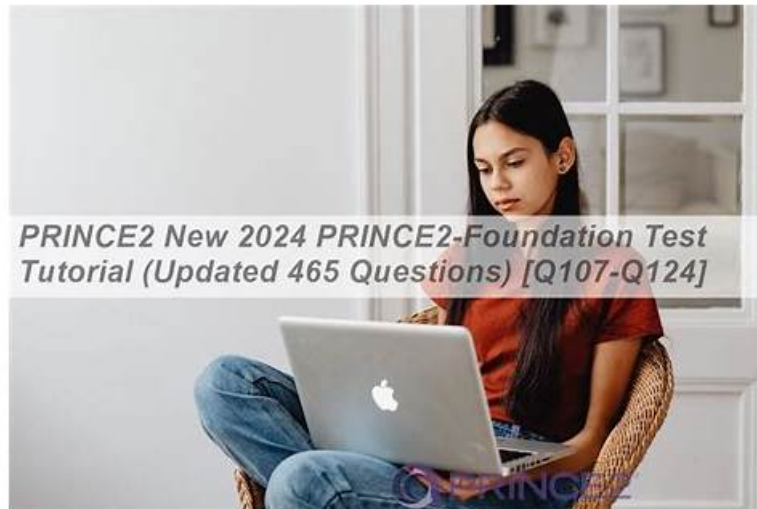 PRINCE2 New 2024 PRINCE2-Foundation Test
Tutorial (Updated 465 Questions) [Q107-Q124]
PRINCE2